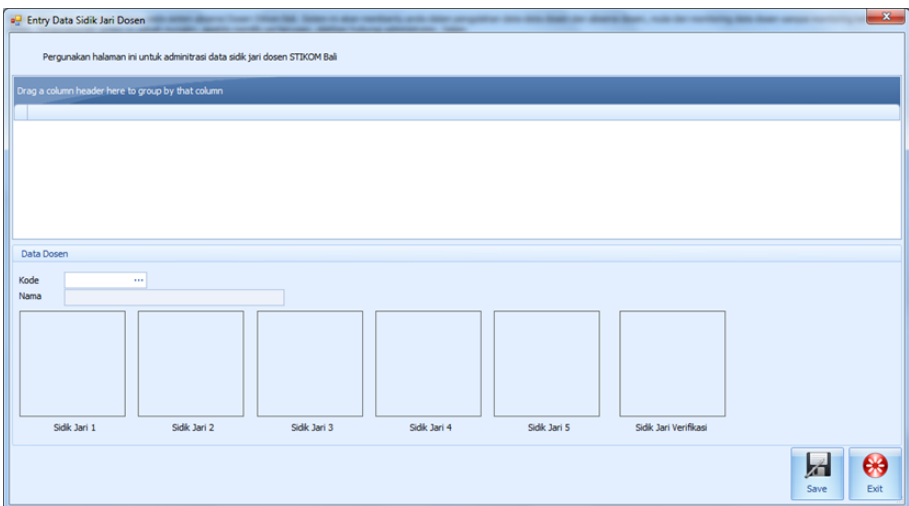 Entry Data Sidik Jari Dosen
Pergunakan halaman ini untuk adminitrasi data sidik jari dosen STIKOM Bali
Drag a column header here to group by that column
Data Dosen
Kode ...
Nama
Sidik Jari 1 Sidik Jari 2 Sidik Jari 3 Sidik Jari 4 Sidik Jari 5 Sidik Jari Verifikasi
Save Exit